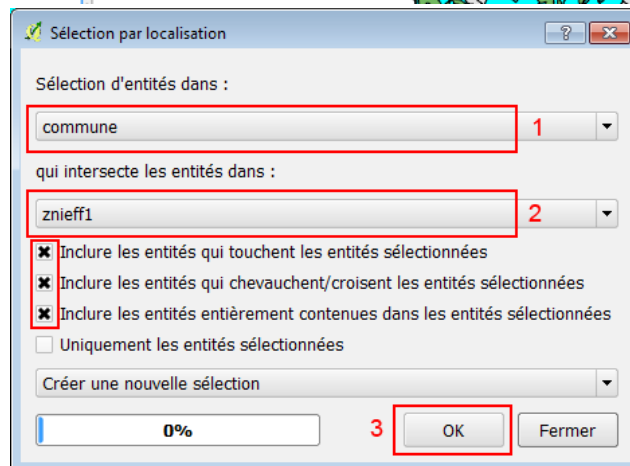 Sélection par localisation
Sélection d'entités dans :
commune 1
qui intersecte les entités dans :
znieff1 2
Inclure les entités qui touchent les entités sélectionnées
Inclure les entités qui chevauchent/croisent les entités sélectionnées
Inclure les entités entièrement contenues dans les entités sélectionnées
Uniquement les entités sélectionnées
Créer une nouvelle sélection
0% 3 OK Fermer